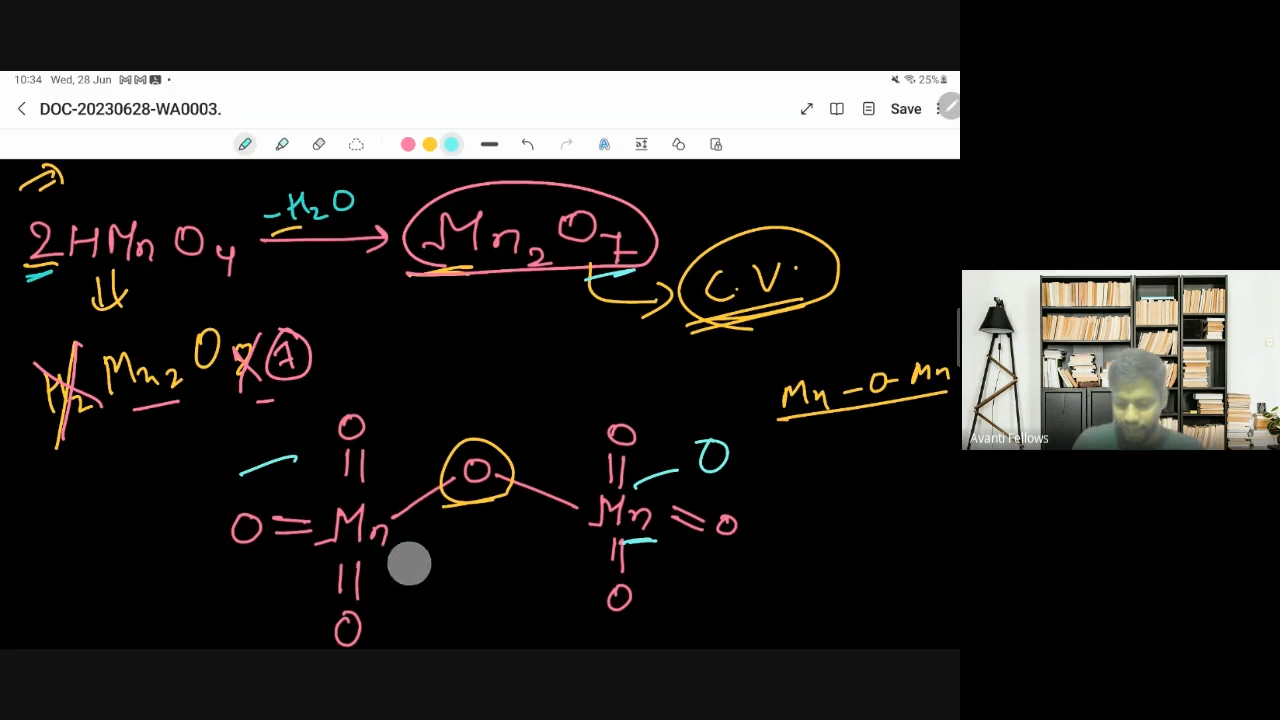 10:34 Wed, 28 Jun
25%
DOC-20230628-WA0003.
Save
-H₂O
2HMnO₄ → Mn₂O₇
C.V.
H₂Mn₂O 7
Mn-O-Mn
O O O O
O=Mn Mn=O
O O
Avanti Fellows